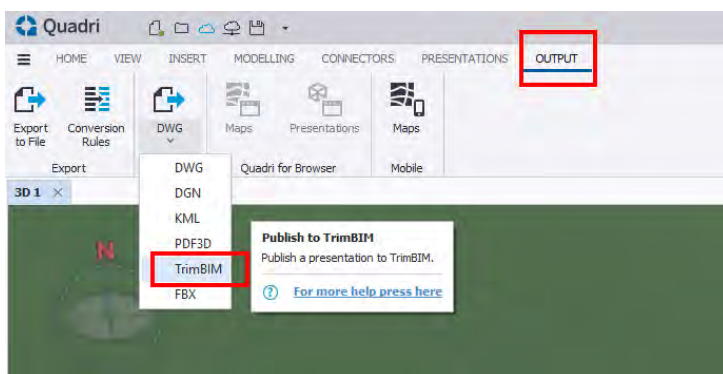 Quadri
HOME VIEW INSERT MODELLING CONNECTORS PRESENTATIONS OUTPUT
Export to File
Conversion Rules
DWG
Maps
Presentations
Maps
Export
Quadri for Browser
Mobile
3D 1
DWG
DGN
KML
PDF3D
TrimBIM
FBX
Publish to TrimBIM
Publish a presentation to TrimBIM.
For more help press here
N